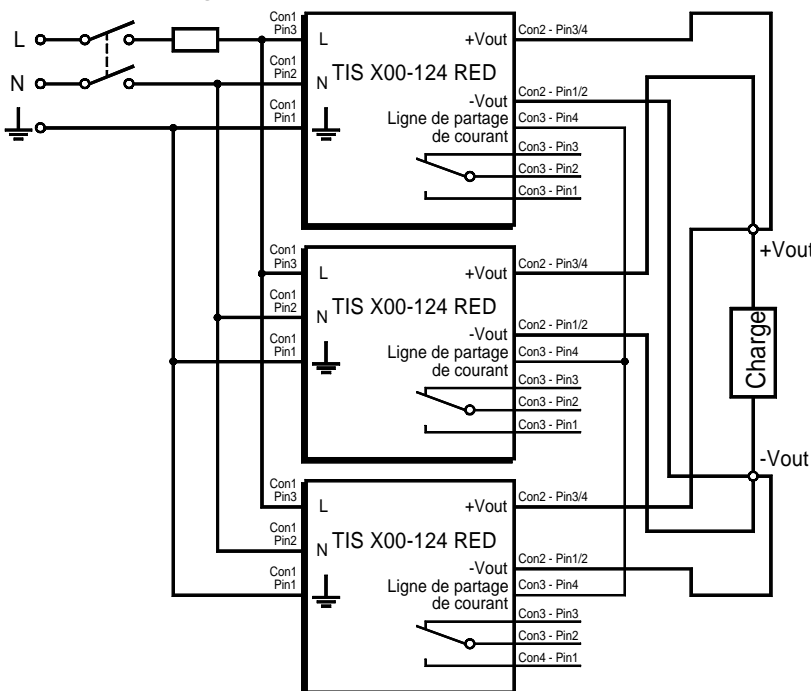 Con1
Pin3
L
L
+Vout
Con2 - Pin3/4
Con1
Pin2
N
N
TIS X00-124 RED
Con1
Pin1
-Vout
Con2 - Pin1/2
Ligne de partage
de courant
Con3 - Pin4
Con3 - Pin3
Con3 - Pin2
Con3 - Pin1
+Vout
Con1
Pin3
L
+Vout
Con2 - Pin3/4
Con1
Pin2
N
TIS X00-124 RED
Con1
Pin1
-Vout
Con2 - Pin1/2
Ligne de partage
de courant
Con3 - Pin4
Con3 - Pin3
Con3 - Pin2
Con3 - Pin1
Charge
-Vout
Con1
Pin3
L
+Vout
Con2 - Pin3/4
Con1
Pin2
N
TIS X00-124 RED
Con1
Pin1
-Vout
Con2 - Pin1/2
Ligne de partage
de courant
Con3 - Pin4
Con3 - Pin3
Con3 - Pin2
Con4 - Pin1